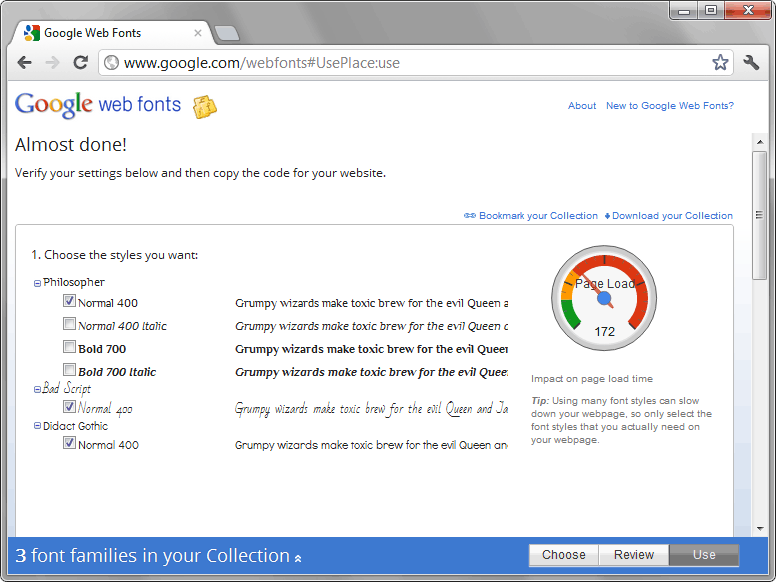 Google Web Fonts
www.google.com/webfonts#UsePlace:use
Google web fonts
About New to Google Web Fonts?
Almost done!
Verify your settings below and then copy the code for your website.
Bookmark your Collection Download your Collection
1. Choose the styles you want:
Philosopher
Normal 400 Grumpy wizards make toxic brew for the evil Queen a
Normal 400 Italic Grumpy wizards make toxic brew for the evil Queen
Bold 700 Grumpy wizards make toxic brew for the evil Queen
Bold 700 Italic Grumpy wizards make toxic brew for the evil Queen
Bad Script
Normal 400 Grumpy wizards make toxic brew for the evil Queen and Ja
Didact Gothic
Normal 400 Grumpy wizards make toxic brew for the evil Queen an
Page Load
172
Impact on page load time
Tip: Using many font styles can slow
down your webpage, so only select the
font styles that you actually need on
your webpage.
3 font families in your Collection
Choose Review Use